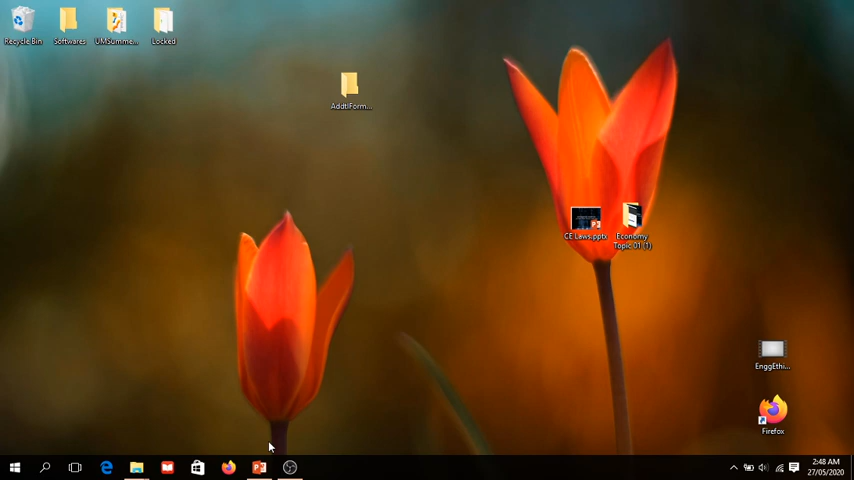 Recycle Bin
Softwares
UMSumme...
Locked
AddtlForm...
CE Laws.pptx
Economy
Topic 01 (1)
EnggEthi...
Firefox
2:48 AM
27/05/2020